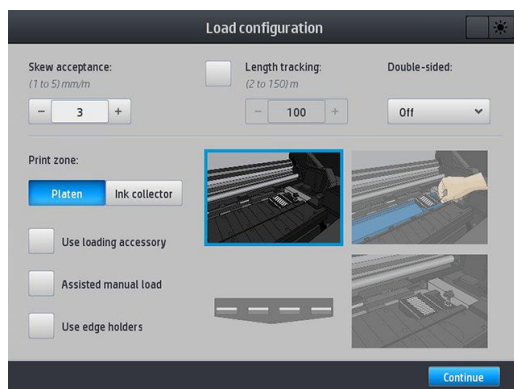 Load configuration
Skew acceptance:
(1 to 5) mm/m
- 3 +
Length tracking:
(2 to 150) m
- 100 +
Double-sided:
Off
Print zone:
Platen
Ink collector
Use loading accessory
Assisted manual load
Use edge holders
Continue